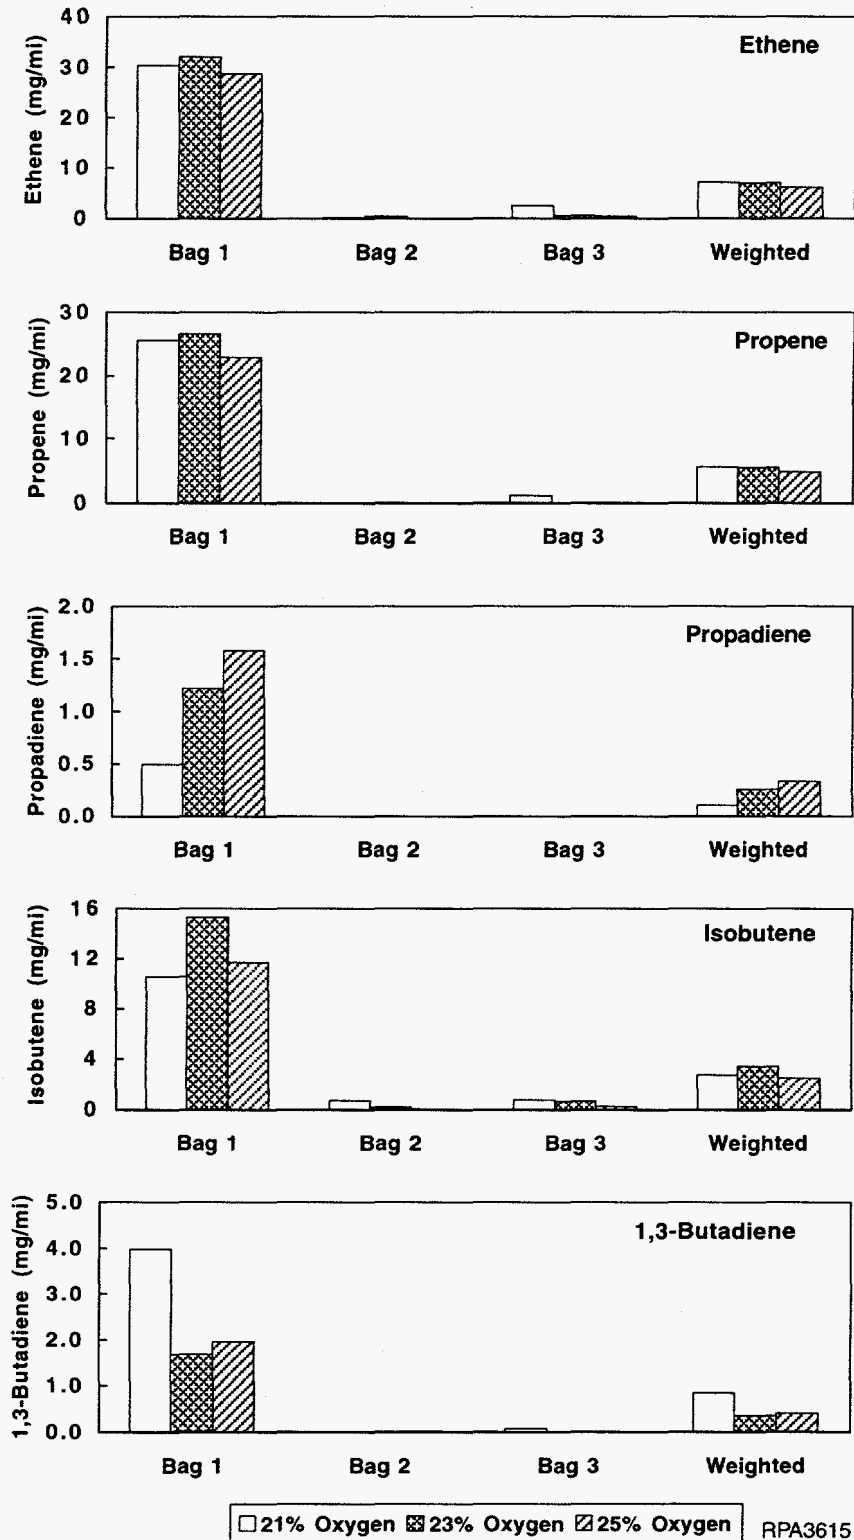 40
30
20
10
0
Ethene (mg/mi)
Ethene
Bag 1 Bag 2 Bag 3 Weighted
30
20
10
0
Propene (mg/mi)
Propene
Bag 1 Bag 2 Bag 3 Weighted
2.0
1.5
1.0
0.5
0.0
Propadiene (mg/mi)
Propadiene
Bag 1 Bag 2 Bag 3 Weighted
16
12
8
4
0
Isobutene (mg/mi)
Isobutene
Bag 1 Bag 2 Bag 3 Weighted
5.0
4.0
3.0
2.0
1.0
0.0
1,3-Butadiene (mg/mi)
1,3-Butadiene
Bag 1 Bag 2 Bag 3 Weighted
21% Oxygen 23% Oxygen 25% Oxygen
RPA3615